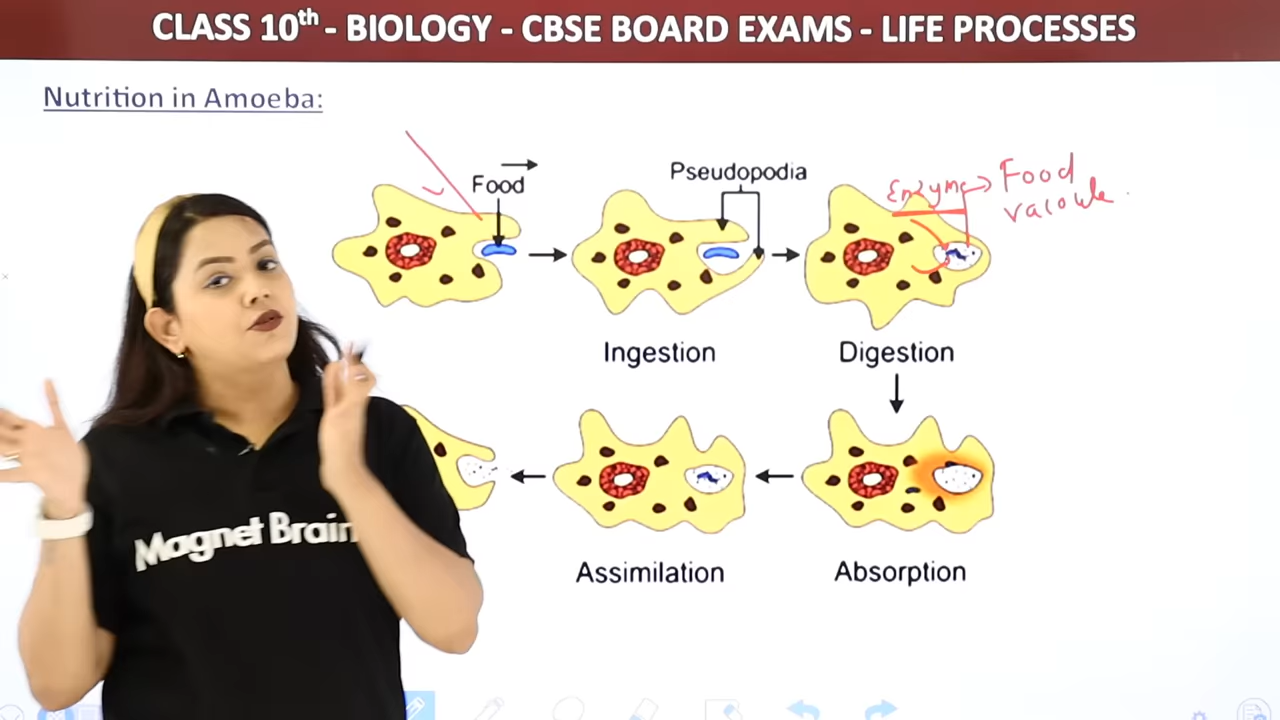 CLASS 10th - BIOLOGY - CBSE BOARD EXAMS - LIFE PROCESSES
Nutrition in Amoeba:
Food
Pseudopodia
Enzyme → Food
vacoule
Ingestion
Digestion
Assimilation
Absorption
Magnet Brain